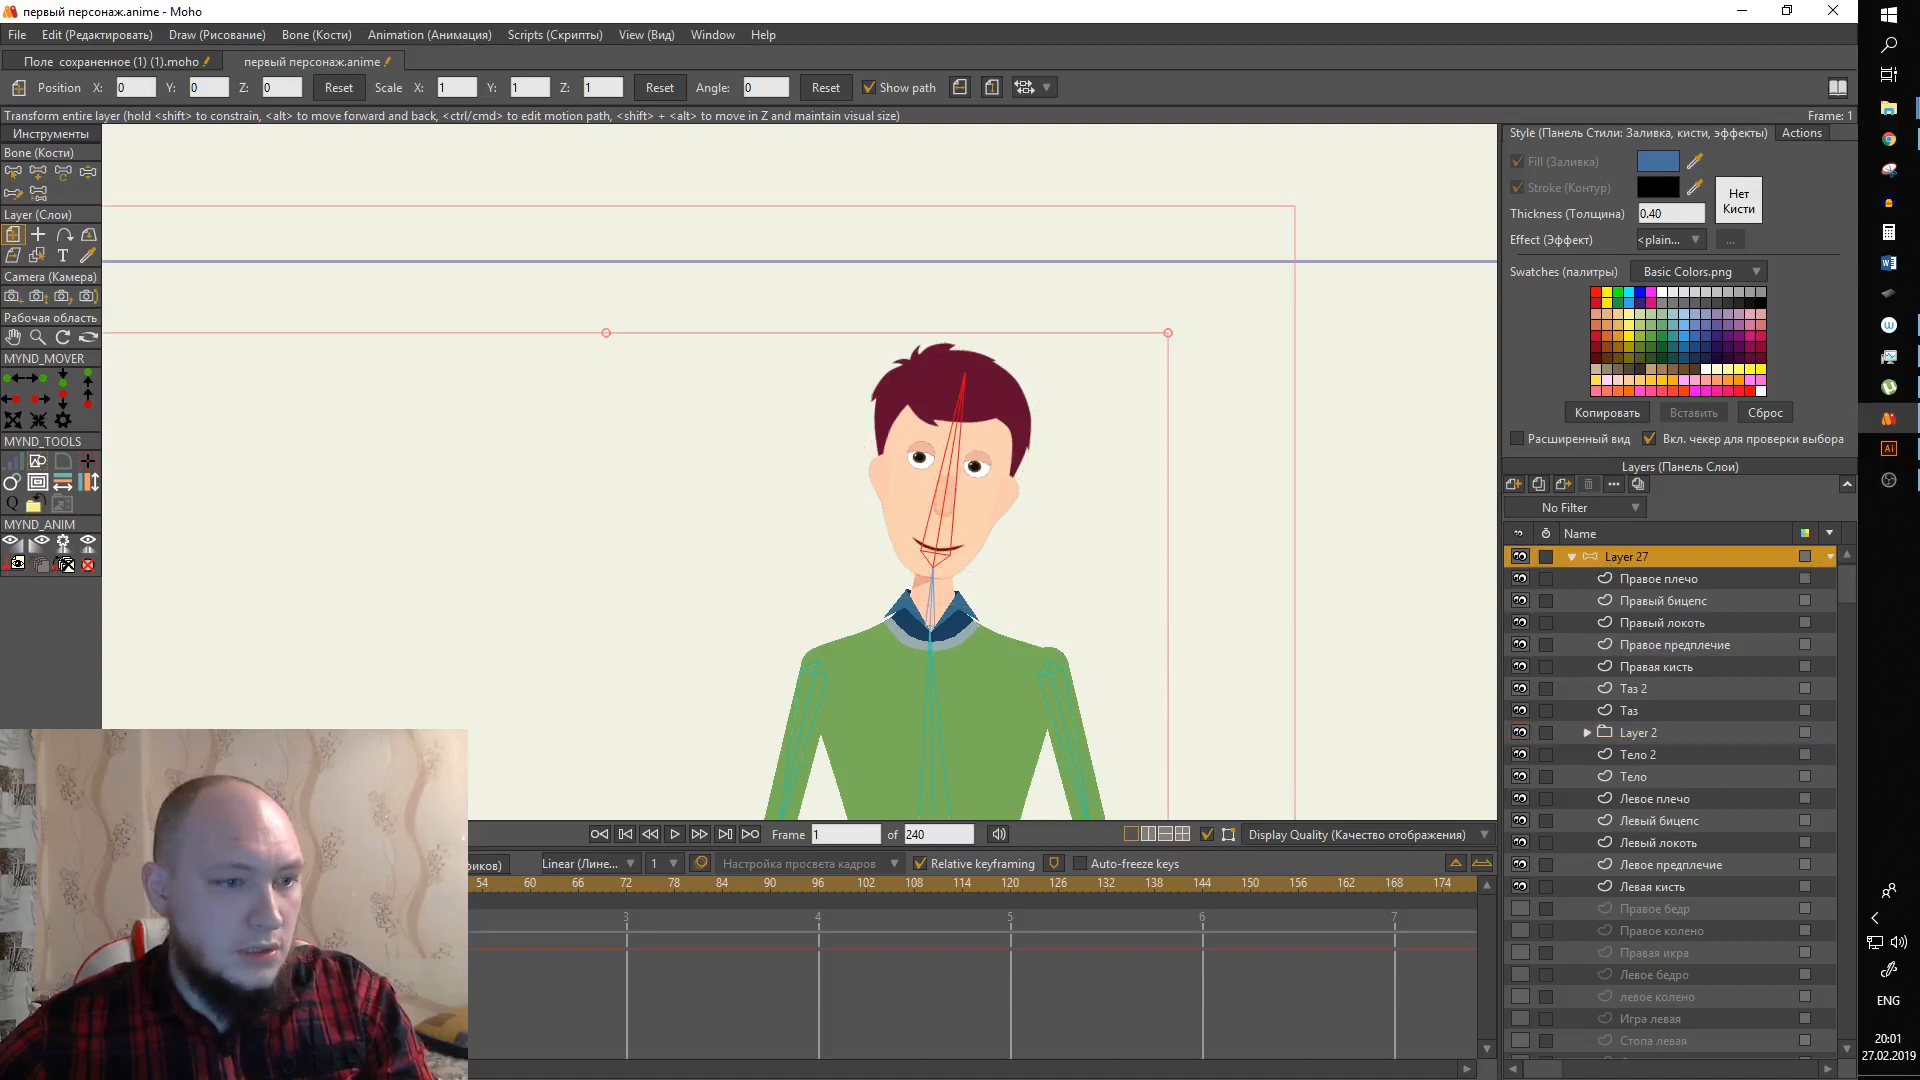 первый персонаж.anime - Moho
File Edit (Редактировать) Draw (Рисование) Bone (Кости) Animation (Анимация) Scripts (Скрипты) View (Вид) Window Help
Поле сохраненное (1) (1).moho первый персонаж.anime
Position X: 0 Y: 0 Z: 0 Reset Scale X: 1 Y: 1 Z: 1 Reset Angle: 0 Reset Show path
Transform entire layer (hold <shift> to constrain, <alt> to move forward and back, <ctrl/cmd> to edit motion path, <shift> + <alt> to move in Z and maintain visual size) Frame: 1
Инструменты
Bone (Кости)
Layer (Слои)
Camera (Камера)
Рабочая область
MYND_MOVER
MYND_TOOLS
MYND_ANIM
Style (Панель Стили: Заливка, кисти, эффекты) Actions
Fill (Заливка)
Stroke (Контур)
Нет
Кисти
Thickness (Толщина) 0.40
Effect (Эффект) <plain... ...
Swatches (палитры) Basic Colors.png
Копировать Вставить Сброс
Расширенный вид Вкл. чекер для проверки выбора
Layers (Панель Слои)
No Filter
Name
Layer 27
Правое плечо
Правый бицепс
Правый локоть
Правое предплечие
Правая кисть
Таз 2
Таз
Layer 2
Тело 2
Тело
Левое плечо
Левый бицепс
Левый локоть
Левое предплечие
Левая кисть
Правое бедр
Правое колено
Правая икра
Левое бедро
левое колено
Игра левая
Стопа левая
Frame 1 of 240 Display Quality (Качество отображения)
риков) Linear (Лине... 1 Настройка просвета кадров Relative keyframing Auto-freeze keys
54 60 66 72 78 84 90 96 102 108 114 120 126 132 138 144 150 156 162 168 174
3 4 5 6 7
Ai
ENG
20:01
27.02.2019